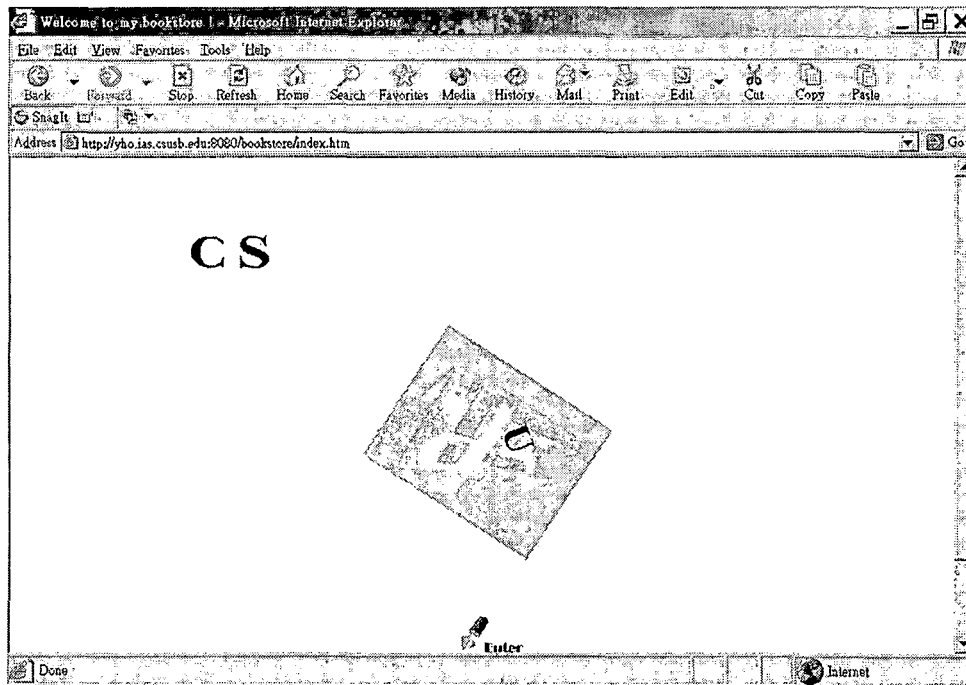 Welcome to my bookstore ! - Microsoft Internet Explorer
File Edit View Favorites Tools Help
Back Forward Stop Refresh Home Search Favorites Media History Mail Print Edit Cut Copy Paste
SnagIt
Address http://yho.ias.csusb.edu:8080/bookstore/index.htm Go
C S
U
Enter
Done Internet